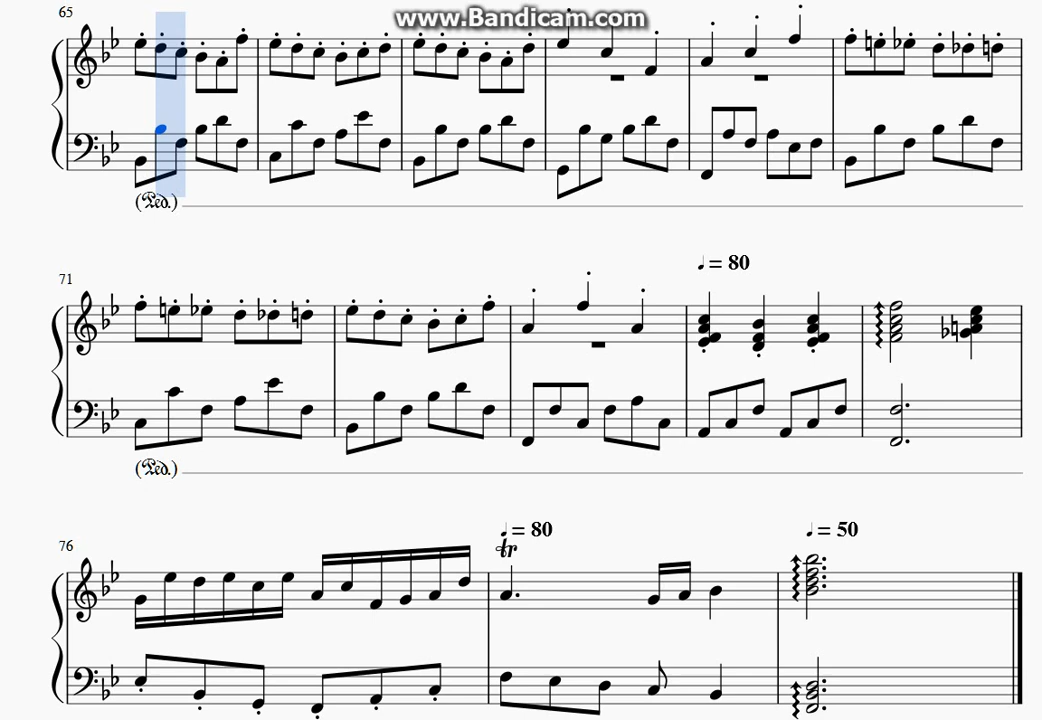 www.Bandicam.com
65
(Ped.)
71
♩ = 80
(Ped.)
76
♩ = 80
♩ = 50
tr